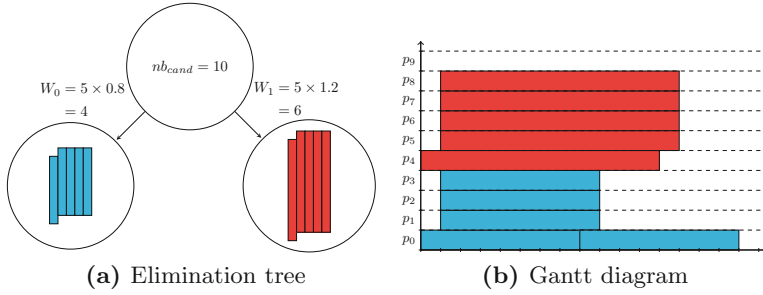 nb_cand = 10
W_0 = 5 × 0.8
= 4
W_1 = 5 × 1.2
= 6
(a) Elimination tree
p_9
p_8
p_7
p_6
p_5
p_4
p_3
p_2
p_1
p_0
(b) Gantt diagram